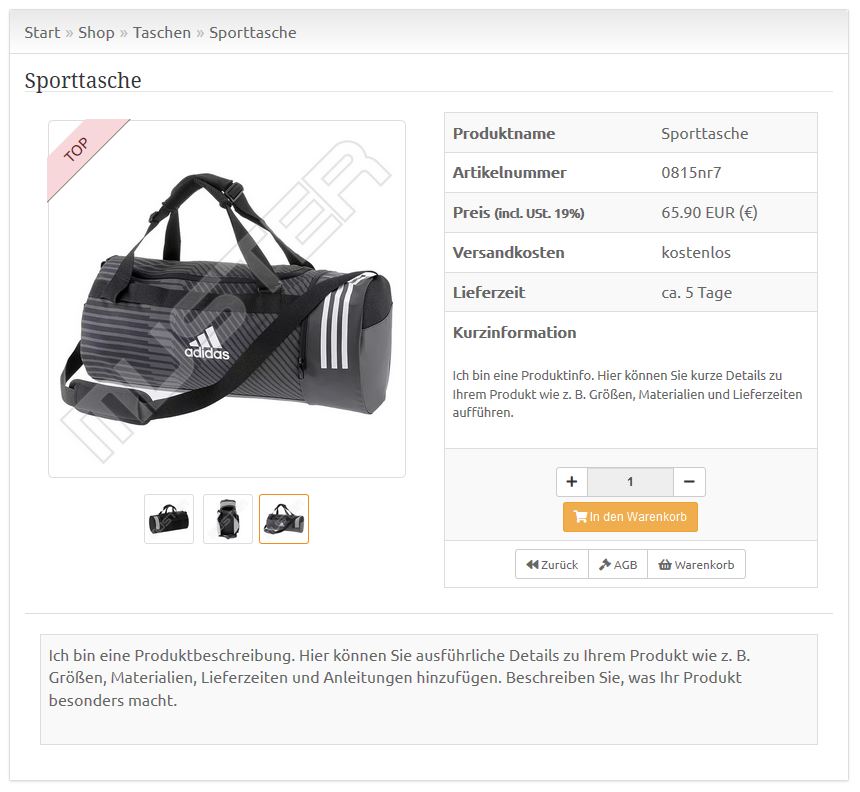 Start » Shop » Taschen » Sporttasche
Sporttasche
TOP
MUSTER
adidas
Produktname Sporttasche
Artikelnummer 0815nr7
Preis (incl. USt. 19%) 65.90 EUR (€)
Versandkosten kostenlos
Lieferzeit ca. 5 Tage
Kurzinformation
Ich bin eine Produktinfo. Hier können Sie kurze Details zu
Ihrem Produkt wie z. B. Größen, Materialien und Lieferzeiten
aufführen.
+ 1 −
In den Warenkorb
Zurück AGB Warenkorb
Ich bin eine Produktbeschreibung. Hier können Sie ausführliche Details zu Ihrem Produkt wie z. B.
Größen, Materialien, Lieferzeiten und Anleitungen hinzufügen. Beschreiben Sie, was Ihr Produkt
besonders macht.